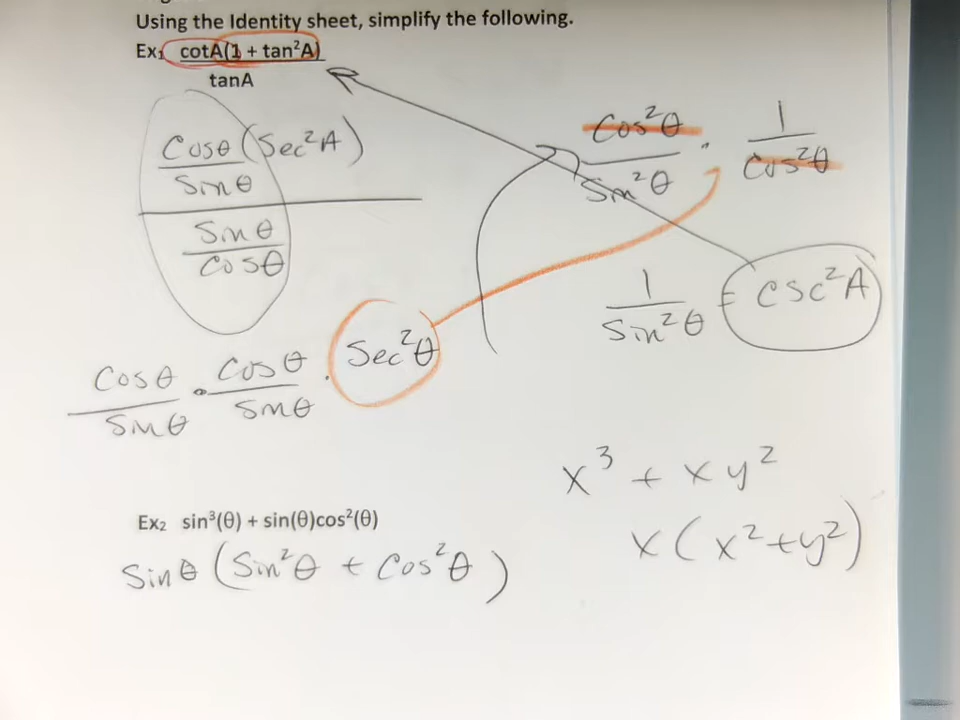 Using the Identity sheet, simplify the following.
Ex1 cotA(1 + tan²A)
tanA
Cosθ (Sec²A)
Sinθ
Sinθ
Cosθ
Cosθ · Cosθ · Sec²θ
Sinθ Sinθ
Cos²θ · 1
Sin²θ Cos²θ
1 = csc²A
Sin²θ
x³ + xy²
x(x²+y²)
Ex2 sin³(θ) + sin(θ)cos²(θ)
Sinθ (Sin²θ + Cos²θ)